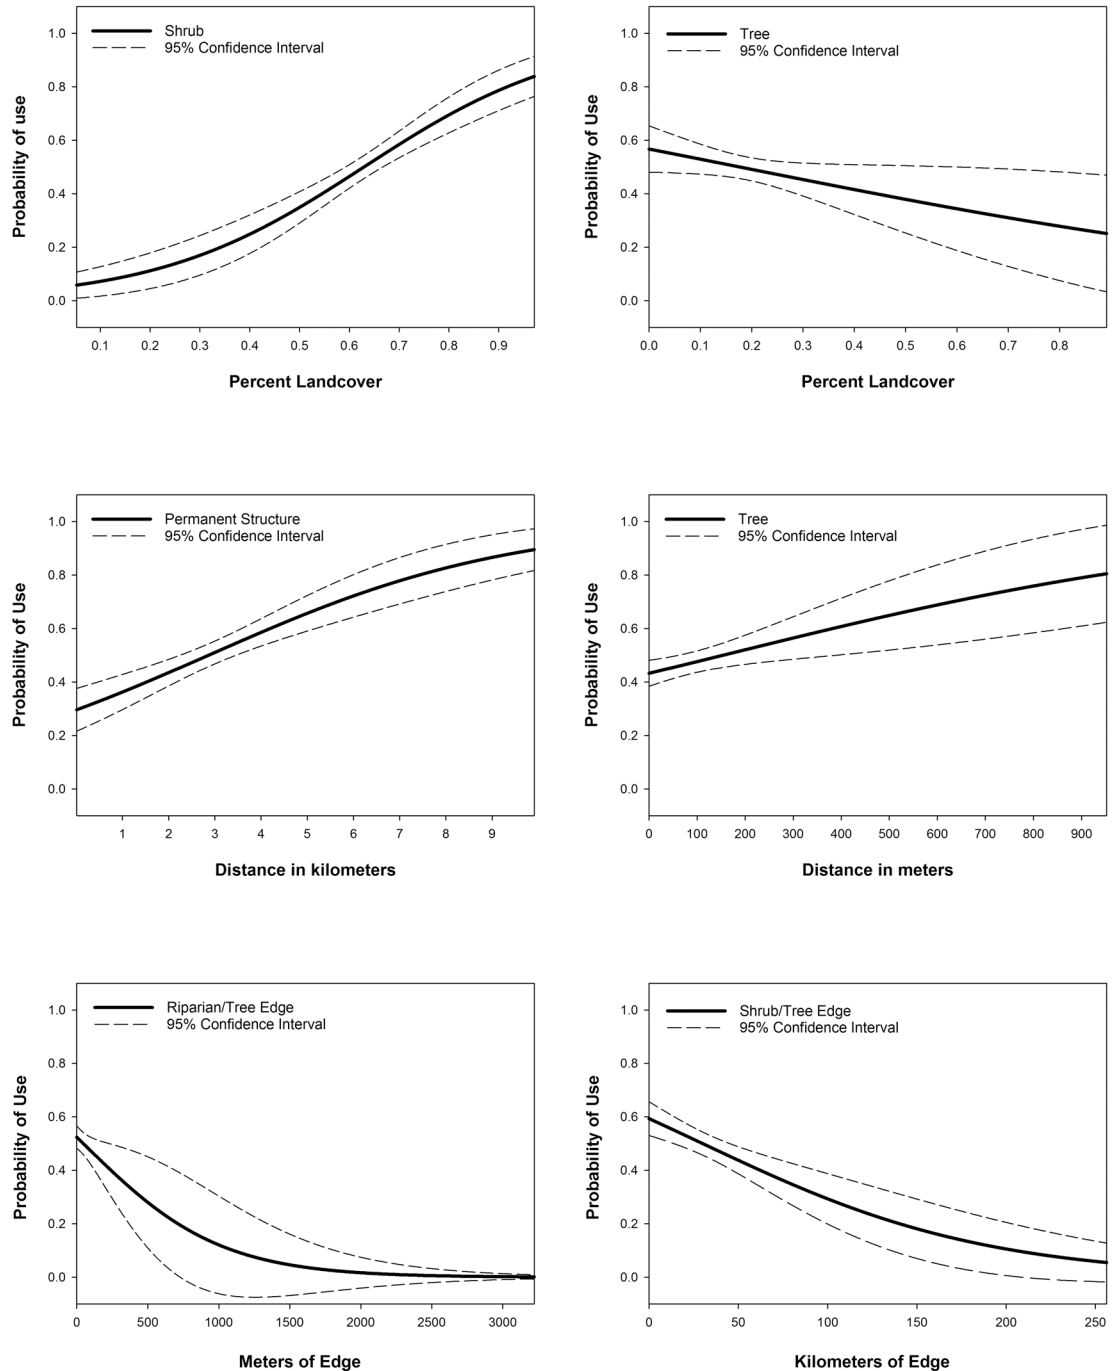 Shrub
95% Confidence Interval
1.0
0.8
0.6
0.4
0.2
0.0
Probability of use
0.1 0.2 0.3 0.4 0.5 0.6 0.7 0.8 0.9
Percent Landcover
Tree
95% Confidence Interval
1.0
0.8
0.6
0.4
0.2
0.0
Probability of Use
0.0 0.1 0.2 0.3 0.4 0.5 0.6 0.7 0.8
Percent Landcover
Permanent Structure
95% Confidence Interval
1.0
0.8
0.6
0.4
0.2
0.0
Probability of Use
1 2 3 4 5 6 7 8 9
Distance in kilometers
Tree
95% Confidence Interval
1.0
0.8
0.6
0.4
0.2
0.0
Probability of Use
0 100 200 300 400 500 600 700 800 900
Distance in meters
Riparian/Tree Edge
95% Confidence Interval
1.0
0.8
0.6
0.4
0.2
0.0
Probability of Use
0 500 1000 1500 2000 2500 3000
Meters of Edge
Shrub/Tree Edge
95% Confidence Interval
1.0
0.8
0.6
0.4
0.2
0.0
Probability of Use
0 50 100 150 200 250
Kilometers of Edge